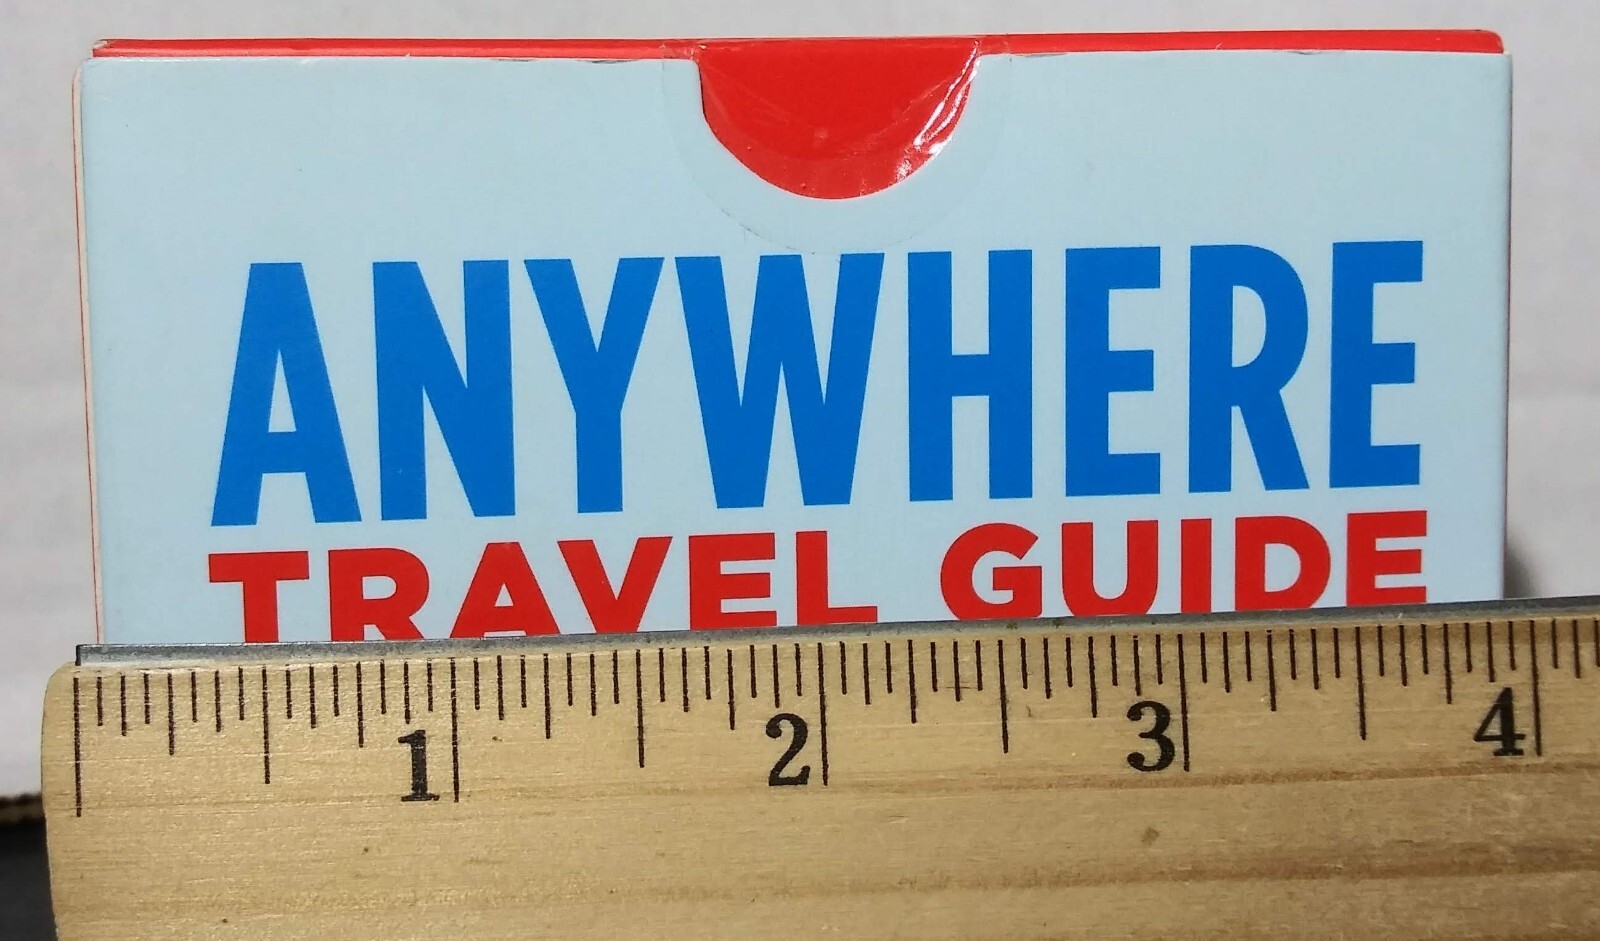 ANYWHERE
TRAVEL GUIDE
1 2 3 4